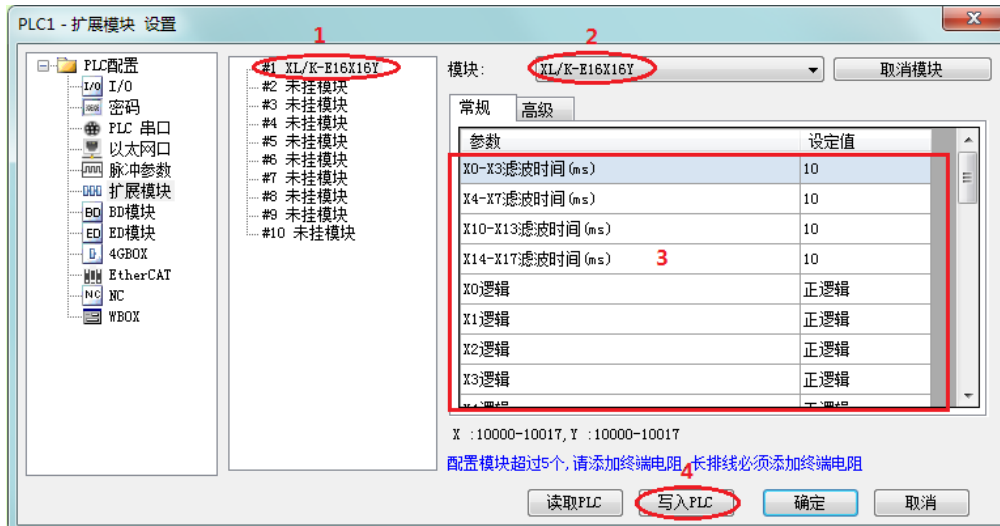 PLC1 - 扩展模块 设置
PLC配置
I/O
密码
PLC 串口
以太网口
脉冲参数
扩展模块
BD模块
ED模块
4GBOX
EtherCAT
NC
WBOX
1
#1 XL/K-E16X16Y
#2 未挂模块
#3 未挂模块
#4 未挂模块
#5 未挂模块
#6 未挂模块
#7 未挂模块
#8 未挂模块
#9 未挂模块
#10 未挂模块
2
模块: XL/K-E16X16Y 取消模块
常规 高级
参数 设定值
X0-X3滤波时间(ms) 10
X4-X7滤波时间(ms) 10
X10-X13滤波时间(ms) 10
X14-X17滤波时间(ms) 10
3
X0逻辑 正逻辑
X1逻辑 正逻辑
X2逻辑 正逻辑
X3逻辑 正逻辑
X :10000-10017,Y :10000-10017
配置模块超过5个,请添加终端电阻,长排线必须添加终端电阻
4
读取PLC 写入PLC 确定 取消